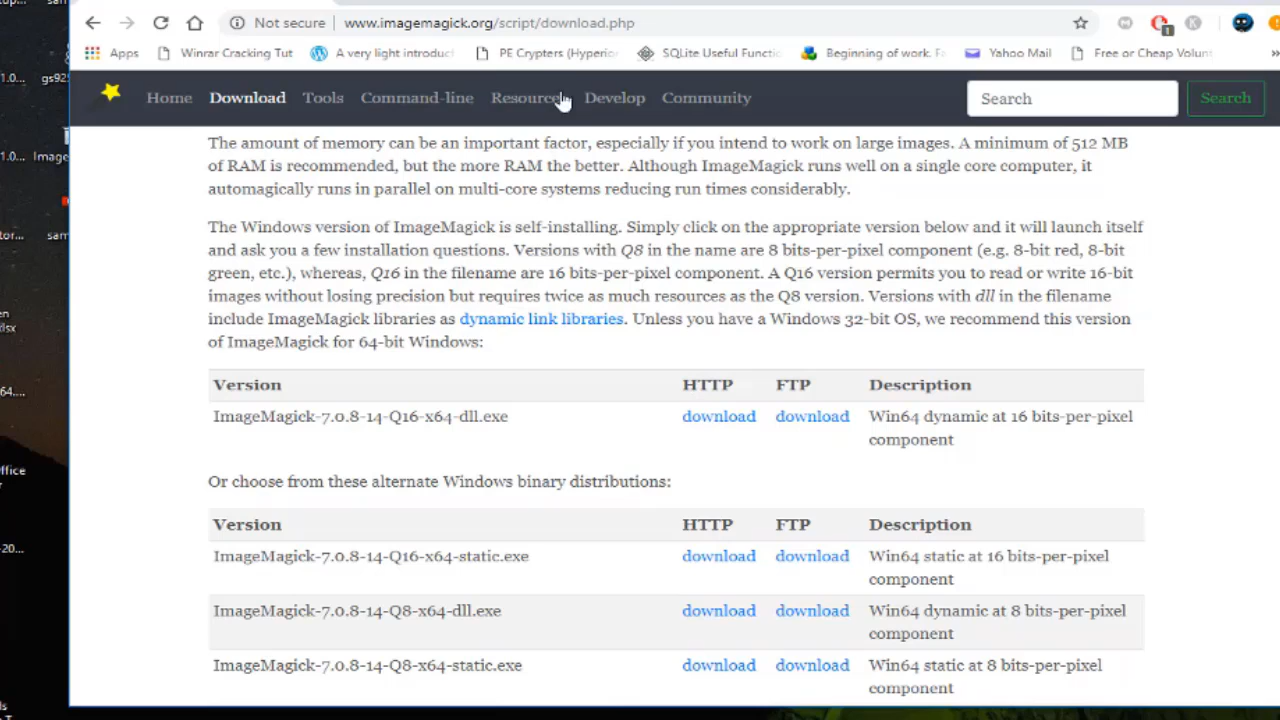 Not secure www.imagemagick.org/script/download.php
Apps Winrar Cracking Tut A very light introduct PE Crypters (Hyperio SQLite Useful Functi Beginning of work. F Yahoo Mail Free or Cheap Volun »
Home Download Tools Command-line Resources Develop Community Search Search
The amount of memory can be an important factor, especially if you intend to work on large images. A minimum of 512 MB
of RAM is recommended, but the more RAM the better. Although ImageMagick runs well on a single core computer, it
automagically runs in parallel on multi-core systems reducing run times considerably.
The Windows version of ImageMagick is self-installing. Simply click on the appropriate version below and it will launch itself
and ask you a few installation questions. Versions with Q8 in the name are 8 bits-per-pixel component (e.g. 8-bit red, 8-bit
green, etc.), whereas, Q16 in the filename are 16 bits-per-pixel component. A Q16 version permits you to read or write 16-bit
images without losing precision but requires twice as much resources as the Q8 version. Versions with dll in the filename
include ImageMagick libraries as dynamic link libraries. Unless you have a Windows 32-bit OS, we recommend this version
of ImageMagick for 64-bit Windows:
Version HTTP FTP Description
ImageMagick-7.0.8-14-Q16-x64-dll.exe download download Win64 dynamic at 16 bits-per-pixel
component
Or choose from these alternate Windows binary distributions:
Version HTTP FTP Description
ImageMagick-7.0.8-14-Q16-x64-static.exe download download Win64 static at 16 bits-per-pixel
component
ImageMagick-7.0.8-14-Q8-x64-dll.exe download download Win64 dynamic at 8 bits-per-pixel
component
ImageMagick-7.0.8-14-Q8-x64-static.exe download download Win64 static at 8 bits-per-pixel
component
1.0...
gs925
1.0...
Image
tor...
sam
en
dlsx
64....
ffice
-20...